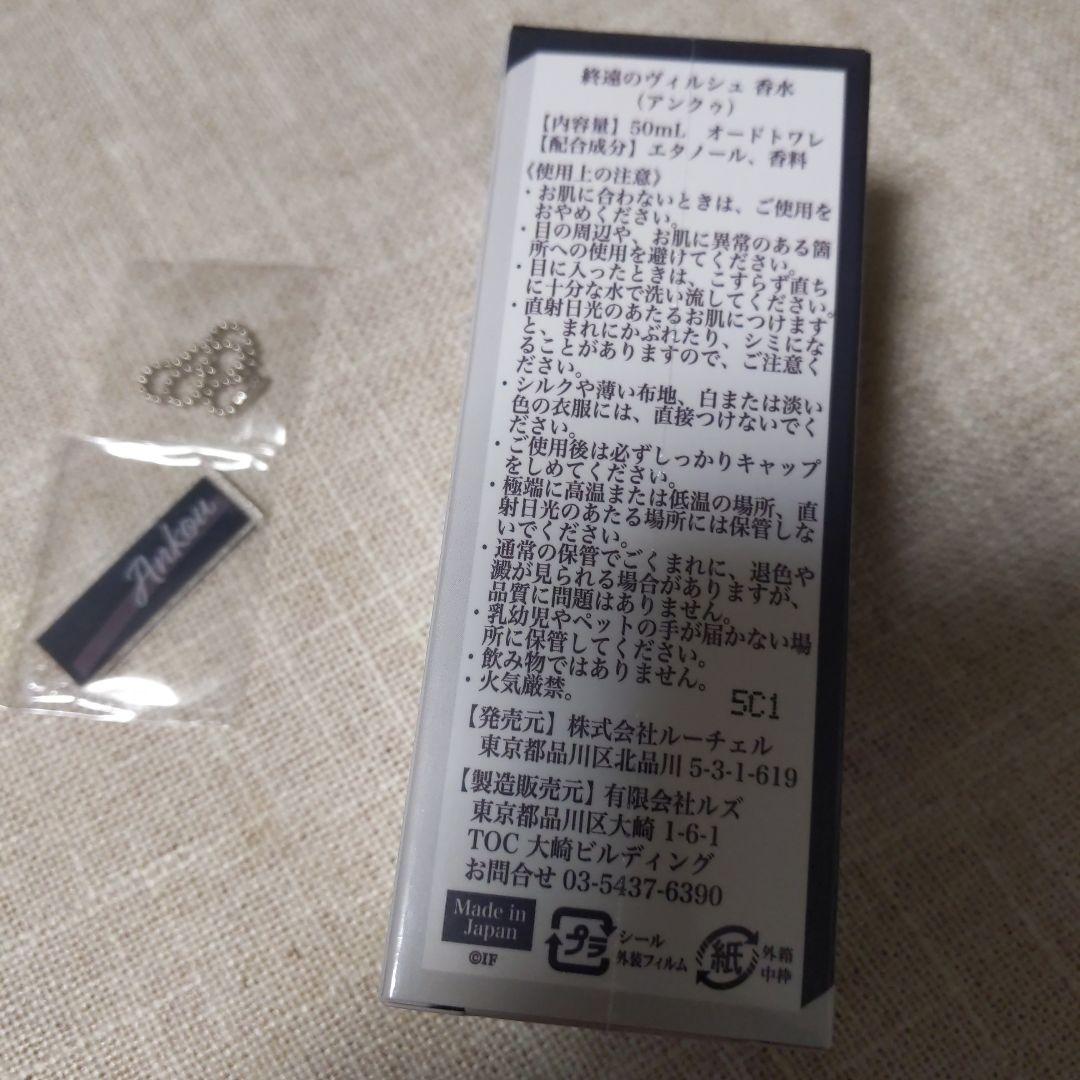 終遠のヴィルシュ 香水
（アンクゥ）
【内容量】50mL オードトワレ
【配合成分】エタノール、香料
《使用上の注意》
・お肌に合わないときは、ご使用を
おやめください。
・目の周辺や、お肌に異常のある箇
所への使用を避けてください。
・目に入ったときは、こすらず直ち
に十分な水で洗い流してください。
・直射日光のあたるお肌につけます
と、まれにかぶれたり、シミにな
ることがありますので、ご注意く
ださい。
・シルクや薄い布地、白または淡い
色の衣服には、直接つけないでく
ださい。
・ご使用後は必ずしっかりキャップ
をしめてください。
・極端に高温または低温の場所、直
射日光のあたる場所には保管しな
いでください。
・通常の保管でごくまれに、退色や
澱が見られる場合がありますが、
品質に問題はありません。
・乳幼児やペットの手が届かない場
所に保管してください。
・飲み物ではありません。
・火気厳禁。
5C1
【発売元】株式会社ルーチェル
東京都品川区北品川 5-3-1-619
【製造販売元】有限会社ルズ
東京都品川区大崎 1-6-1
TOC 大崎ビルディング
お問合せ 03-5437-6390
Made in
Japan
©IF
プラ
シール
外装フィルム
紙
外箱
中枠
Ankou